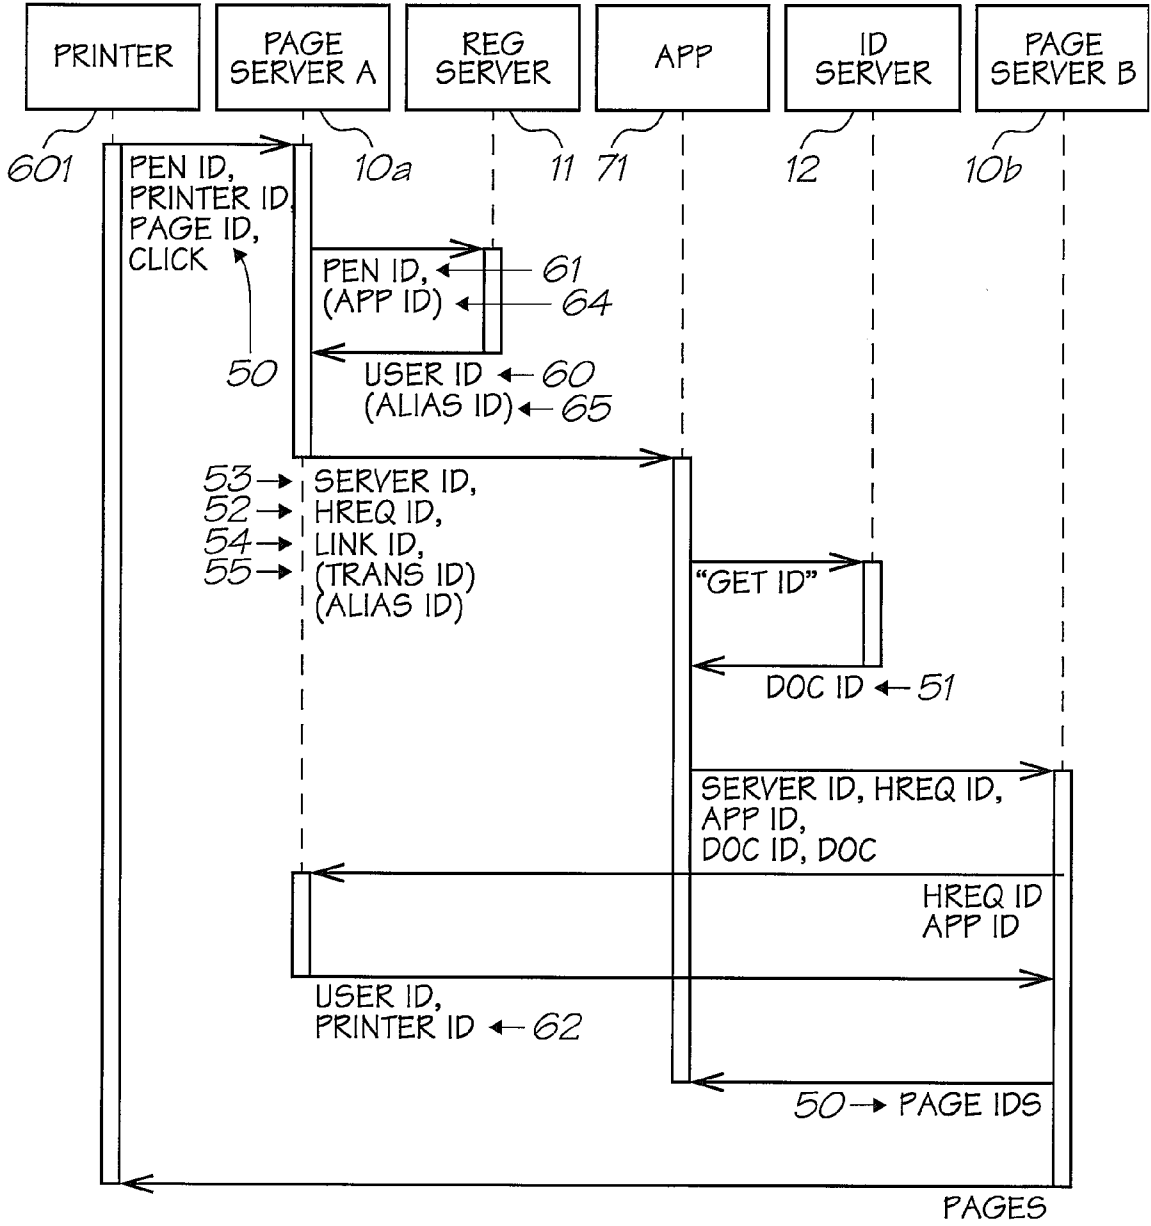 PRINTER
PAGE
SERVER A
REG
SERVER
APP
ID
SERVER
PAGE
SERVER B
601
10a
11
71
12
10b
PEN ID,
PRINTER ID
PAGE ID,
CLICK
50
PEN ID,
61
(APP ID)
64
USER ID
60
(ALIAS ID)
65
53
SERVER ID,
52
HREQ ID,
54
LINK ID,
55
(TRANS ID)
(ALIAS ID)
“GET ID”
DOC ID
51
SERVER ID, HREQ ID,
APP ID,
DOC ID, DOC
HREQ ID
APP ID
USER ID,
PRINTER ID
62
50
PAGE IDS
PAGES